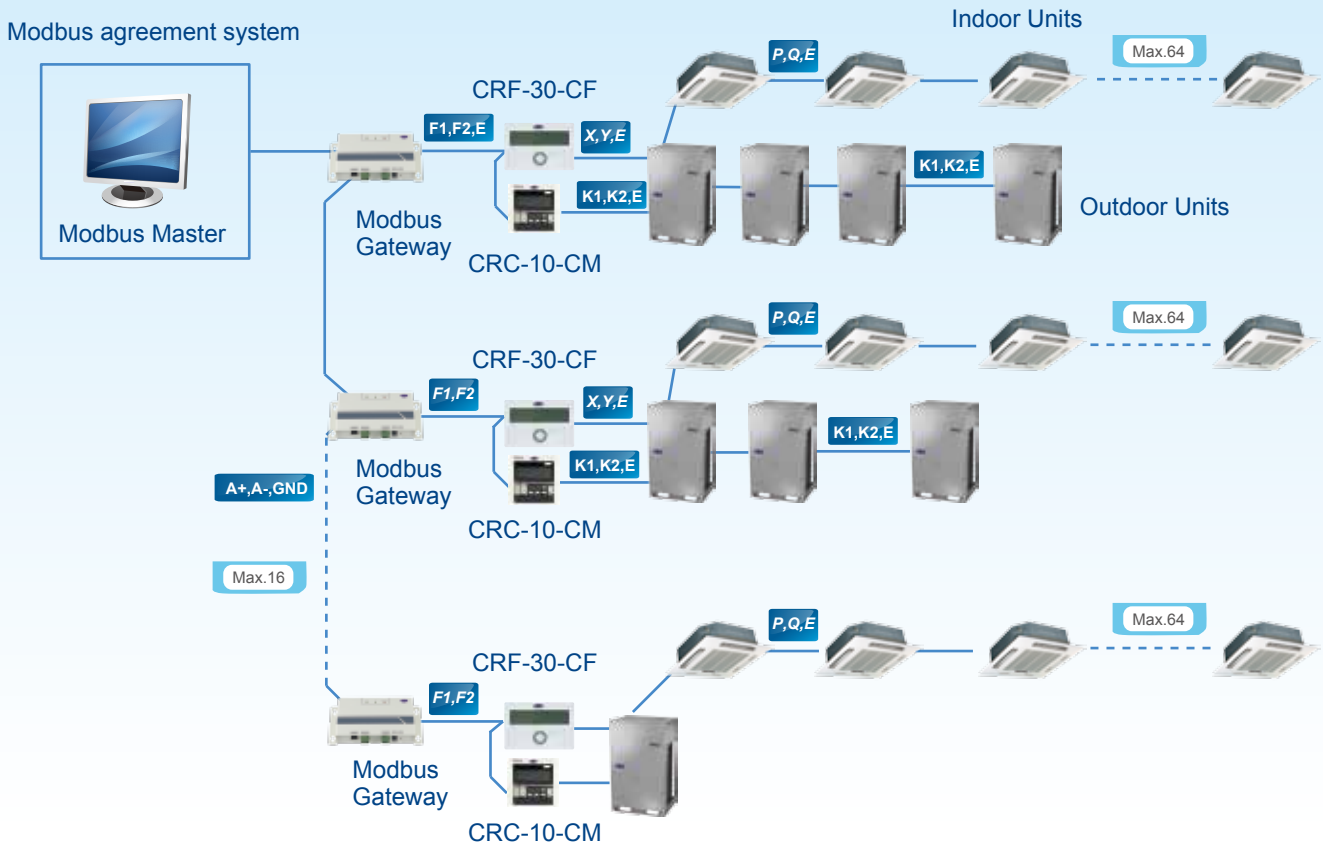 Modbus agreement system
Indoor Units
P,Q,E
Max.64
CRF-30-CF
F1,F2,E
X,Y,E
K1,K2,E
K1,K2,E
Modbus Master
Modbus
Gateway
Outdoor Units
CRC-10-CM
P,Q,E
Max.64
CRF-30-CF
F1,F2
X,Y,E
K1,K2,E
K1,K2,E
Modbus
Gateway
A+,A-,GND
CRC-10-CM
Max.16
P,Q,E
Max.64
CRF-30-CF
F1,F2
Modbus
Gateway
CRC-10-CM